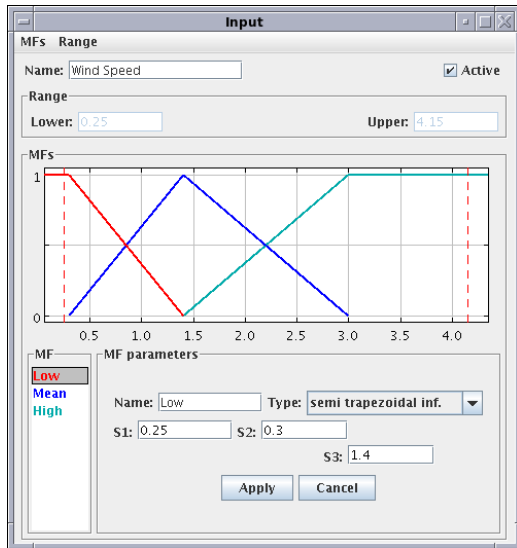 Input
MFs Range
Name: Wind Speed Active
Range
Lower: 0.25 Upper: 4.15
MFs
1
0
0.5 1.0 1.5 2.0 2.5 3.0 3.5 4.0
MF
Low
Mean
High
MF parameters
Name: Low Type: semi trapezoidal inf.
S1: 0.25 S2: 0.3
S3: 1.4
Apply Cancel